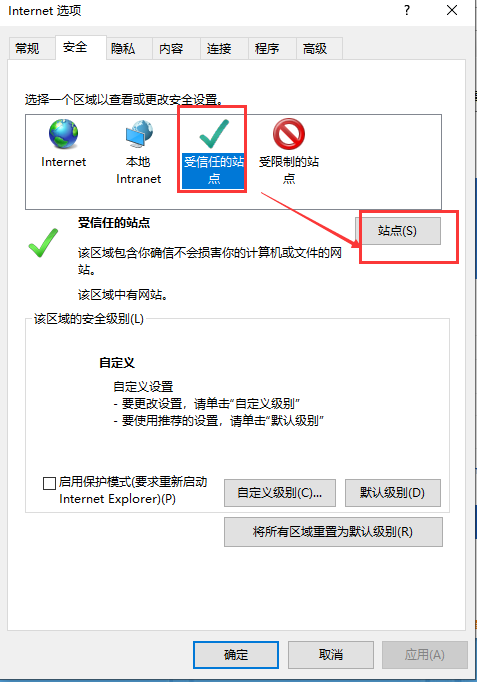 Internet 选项
?
常规 安全 隐私 内容 连接 程序 高级
选择一个区域以查看或更改安全设置。
Internet
本地
Intranet
受信任的站
点
受限制的站
点
受信任的站点
站点(S)
该区域包含你确信不会损害你的计算机或文件的网
站。
该区域中有网站。
该区域的安全级别(L)
自定义
自定义设置
- 要更改设置，请单击“自定义级别”
- 要使用推荐的设置，请单击“默认级别”
启用保护模式(要求重新启动
Internet Explorer)(P)
自定义级别(C)... 默认级别(D)
将所有区域重置为默认级别(R)
确定 取消 应用(A)